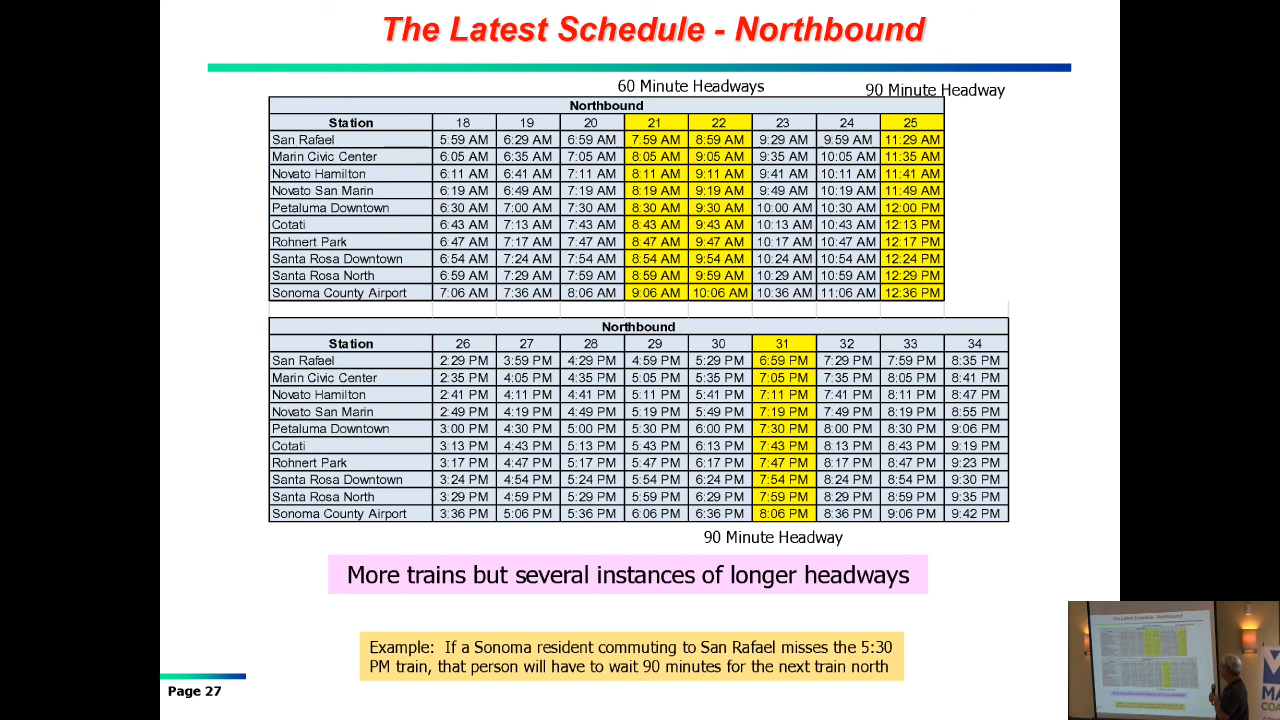 The Latest Schedule - Northbound
60 Minute Headways
90 Minute Headway
Northbound
Station 18 19 20 21 22 23 24 25
San Rafael 5:59 AM 6:29 AM 6:59 AM 7:59 AM 8:59 AM 9:29 AM 9:59 AM 11:29 AM
Marin Civic Center 6:05 AM 6:35 AM 7:05 AM 8:05 AM 9:05 AM 9:35 AM 10:05 AM 11:35 AM
Novato Hamilton 6:11 AM 6:41 AM 7:11 AM 8:11 AM 9:11 AM 9:41 AM 10:11 AM 11:41 AM
Novato San Marin 6:19 AM 6:49 AM 7:19 AM 8:19 AM 9:19 AM 9:49 AM 10:19 AM 11:49 AM
Petaluma Downtown 6:30 AM 7:00 AM 7:30 AM 8:30 AM 9:30 AM 10:00 AM 10:30 AM 12:00 PM
Cotati 6:43 AM 7:13 AM 7:43 AM 8:43 AM 9:43 AM 10:13 AM 10:43 AM 12:13 PM
Rohnert Park 6:47 AM 7:17 AM 7:47 AM 8:47 AM 9:47 AM 10:17 AM 10:47 AM 12:17 PM
Santa Rosa Downtown 6:54 AM 7:24 AM 7:54 AM 8:54 AM 9:54 AM 10:24 AM 10:54 AM 12:24 PM
Santa Rosa North 6:59 AM 7:29 AM 7:59 AM 8:59 AM 9:59 AM 10:29 AM 10:59 AM 12:29 PM
Sonoma County Airport 7:06 AM 7:36 AM 8:06 AM 9:06 AM 10:06 AM 10:36 AM 11:06 AM 12:36 PM
Northbound
Station 26 27 28 29 30 31 32 33 34
San Rafael 2:29 PM 3:59 PM 4:29 PM 4:59 PM 5:29 PM 6:59 PM 7:29 PM 7:59 PM 8:35 PM
Marin Civic Center 2:35 PM 4:05 PM 4:35 PM 5:05 PM 5:35 PM 7:05 PM 7:35 PM 8:05 PM 8:41 PM
Novato Hamilton 2:41 PM 4:11 PM 4:41 PM 5:11 PM 5:41 PM 7:11 PM 7:41 PM 8:11 PM 8:47 PM
Novato San Marin 2:49 PM 4:19 PM 4:49 PM 5:19 PM 5:49 PM 7:19 PM 7:49 PM 8:19 PM 8:55 PM
Petaluma Downtown 3:00 PM 4:30 PM 5:00 PM 5:30 PM 6:00 PM 7:30 PM 8:00 PM 8:30 PM 9:06 PM
Cotati 3:13 PM 4:43 PM 5:13 PM 5:43 PM 6:13 PM 7:43 PM 8:13 PM 8:43 PM 9:19 PM
Rohnert Park 3:17 PM 4:47 PM 5:17 PM 5:47 PM 6:17 PM 7:47 PM 8:17 PM 8:47 PM 9:23 PM
Santa Rosa Downtown 3:24 PM 4:54 PM 5:24 PM 5:54 PM 6:24 PM 7:54 PM 8:24 PM 8:54 PM 9:30 PM
Santa Rosa North 3:29 PM 4:59 PM 5:29 PM 5:59 PM 6:29 PM 7:59 PM 8:29 PM 8:59 PM 9:35 PM
Sonoma County Airport 3:36 PM 5:06 PM 5:36 PM 6:06 PM 6:36 PM 8:06 PM 8:36 PM 9:06 PM 9:42 PM
90 Minute Headway
More trains but several instances of longer headways
Example: If a Sonoma resident commuting to San Rafael misses the 5:30
PM train, that person will have to wait 90 minutes for the next train north
Page 27
The Latest Schedule - Northbound